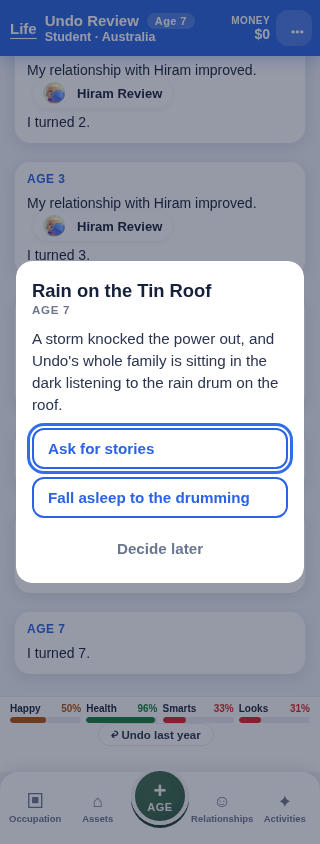 Life
Undo Review Age 7
Student · Australia
MONEY
$0
...
My relationship with Hiram improved.
Hiram Review
I turned 2.
AGE 3
My relationship with Hiram improved.
Hiram Review
I turned 3.
Rain on the Tin Roof
AGE 7
A storm knocked the power out, and
Undo's whole family is sitting in the
dark listening to the rain drum on the
roof.
Ask for stories
Fall asleep to the drumming
Decide later
AGE 7
I turned 7.
Happy 50% Health 96% Smarts 33% Looks 31%
Undo last year
+
AGE
Occupation Assets Relationships Activities